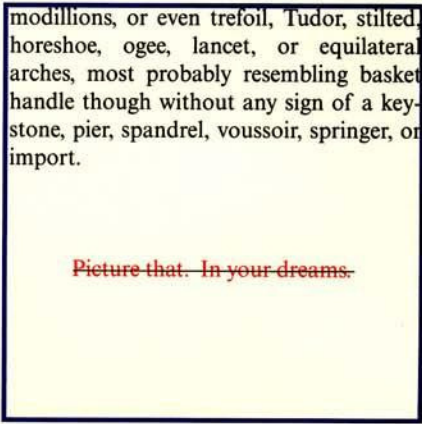 modillions, or even trefoil, Tudor, stilted,
horeshoe, ogee, lancet, or equilateral
arches, most probably resembling basket
handle though without any sign of a key-
stone, pier, spandrel, voussoir, springer, or
import.
Picture that. In your dreams.